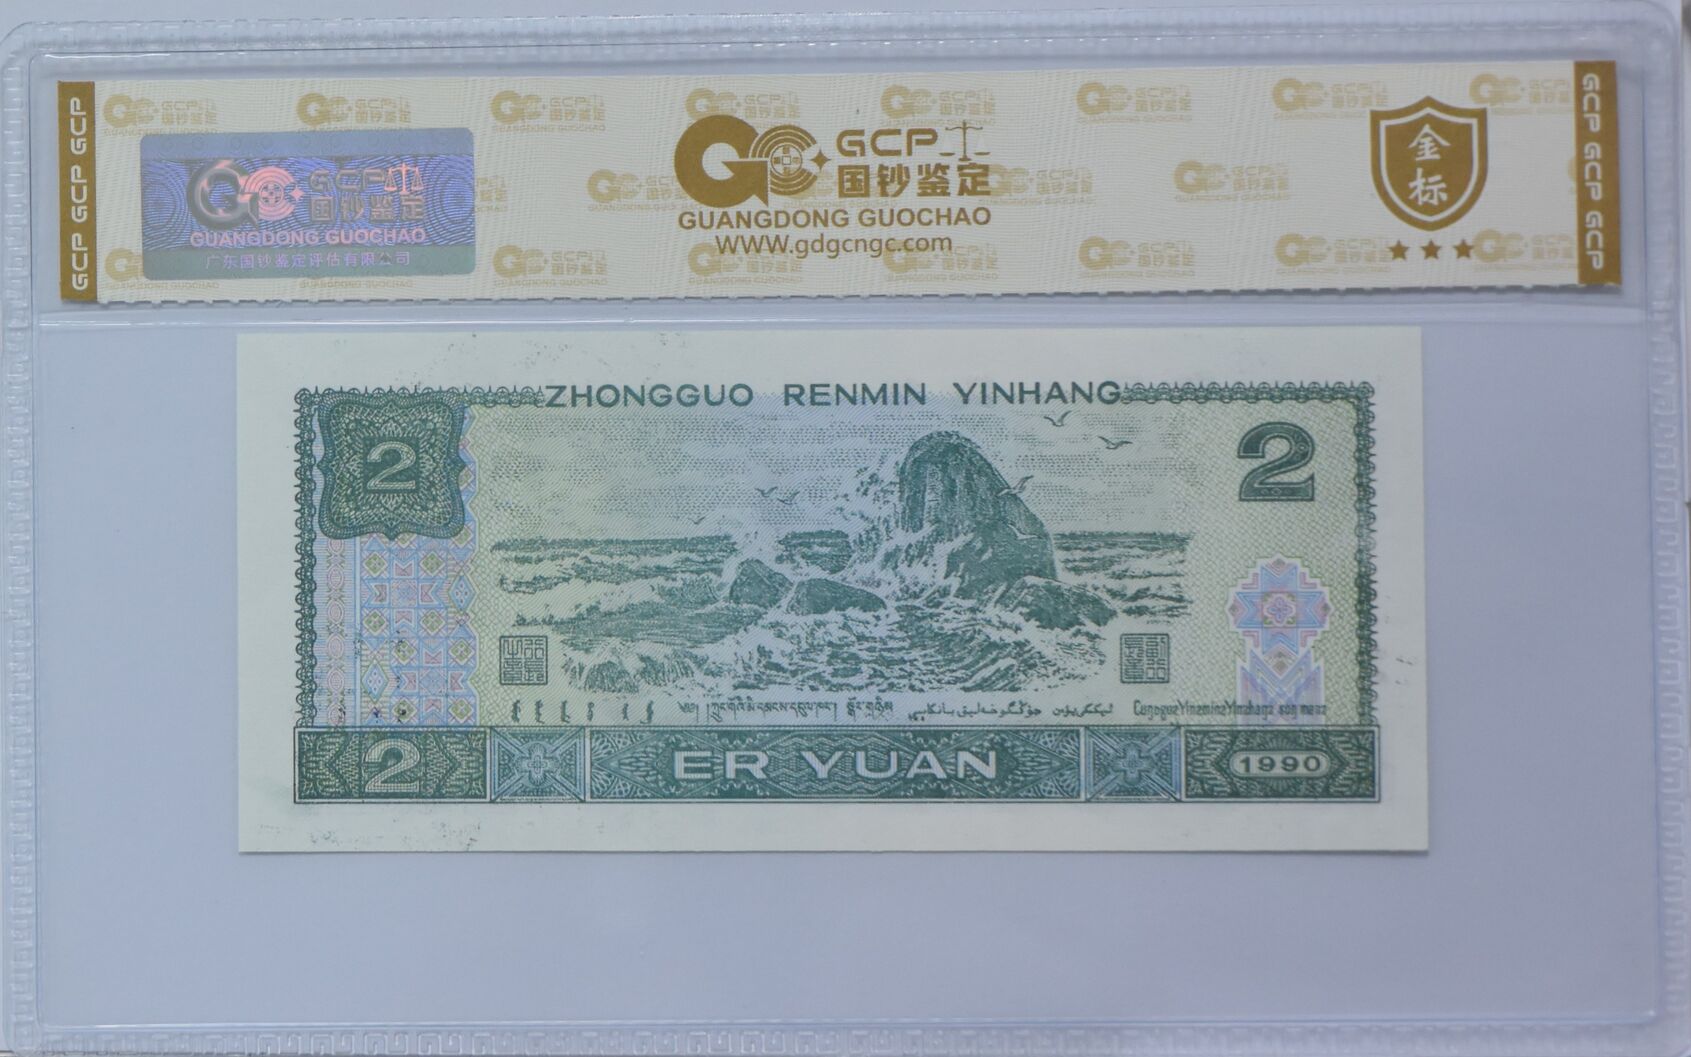 GCP GCP GCP
GCP
国钞鉴定
GUANGDONG GUOCHAO
广东国钞鉴定评估有限公司
GCP
国钞鉴定
GUANGDONG GUOCHAO
WWW.gdgcngc.com
金
标
GCP GCP GCP
ZHONGGUO RENMIN YINHANG
2
2
2
ER YUAN
1990